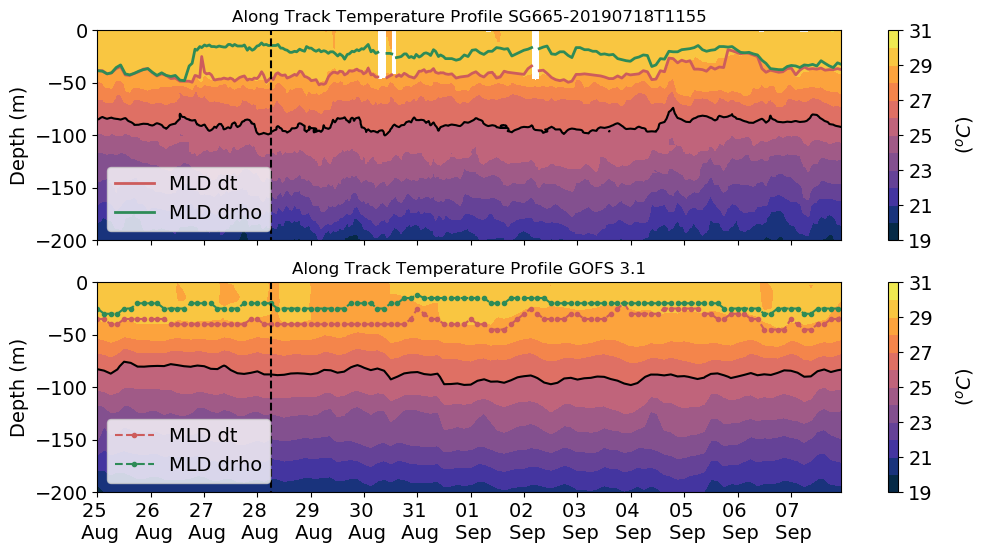 Along Track Temperature Profile SG665-20190718T1155
0
−50
−100
−150
−200
Depth (m)
MLD dt
MLD drho
31
29
27
25
23
21
19
(°C)
Along Track Temperature Profile GOFS 3.1
0
−50
−100
−150
−200
Depth (m)
MLD dt
MLD drho
31
29
27
25
23
21
19
(°C)
25 26 27 28 29 30 31 01 02 03 04 05 06 07
Aug Aug Aug Aug Aug Aug Aug Sep Sep Sep Sep Sep Sep Sep